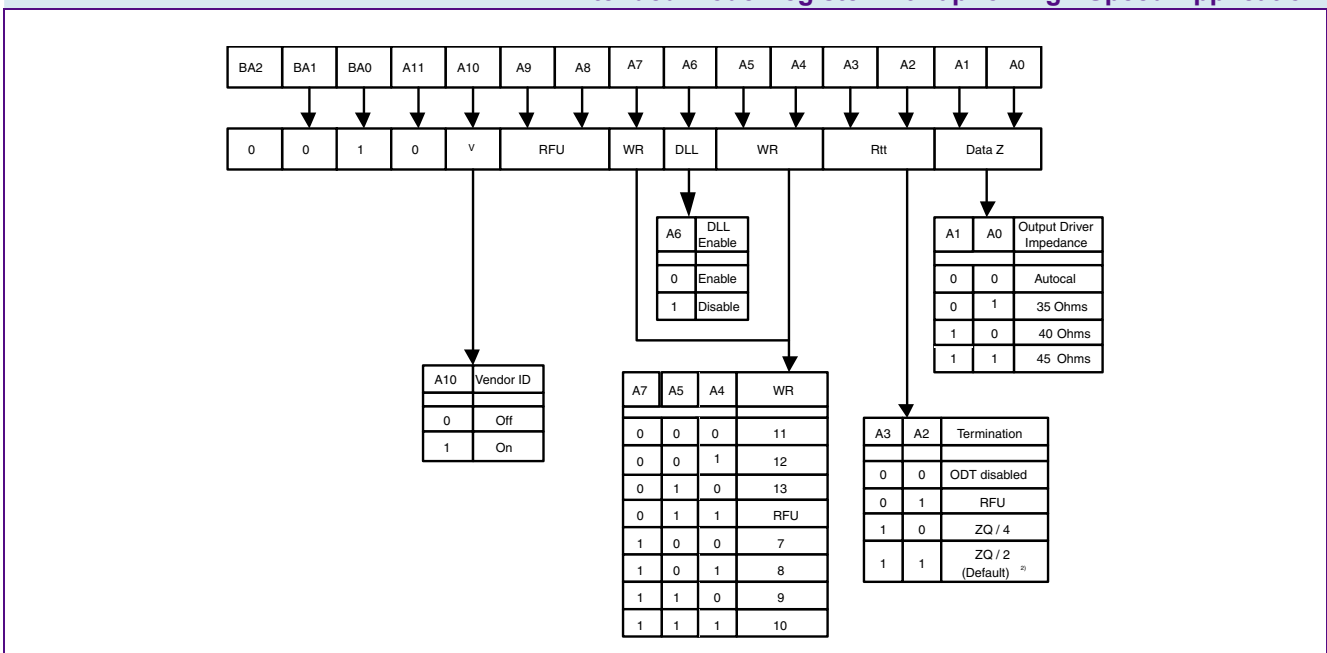 BA2 BA1 BA0 A11 A10 A9 A8 A7 A6 A5 A4 A3 A2 A1 A0
0 0 1 0 V RFU WR DLL WR Rtt Data Z
A6 DLL Enable
0 Enable
1 Disable
A1 A0 Output Driver Impedance
0 0 Autocal
0 1 35 Ohms
1 0 40 Ohms
1 1 45 Ohms
A10 Vendor ID
0 Off
1 On
A7 A5 A4 WR
0 0 0 11
0 0 1 12
0 1 0 13
0 1 1 RFU
1 0 0 7
1 0 1 8
1 1 0 9
1 1 1 10
A3 A2 Termination
0 0 ODT disabled
0 1 RFU
1 0 ZQ / 4
1 1 ZQ / 2 (Default) 2)